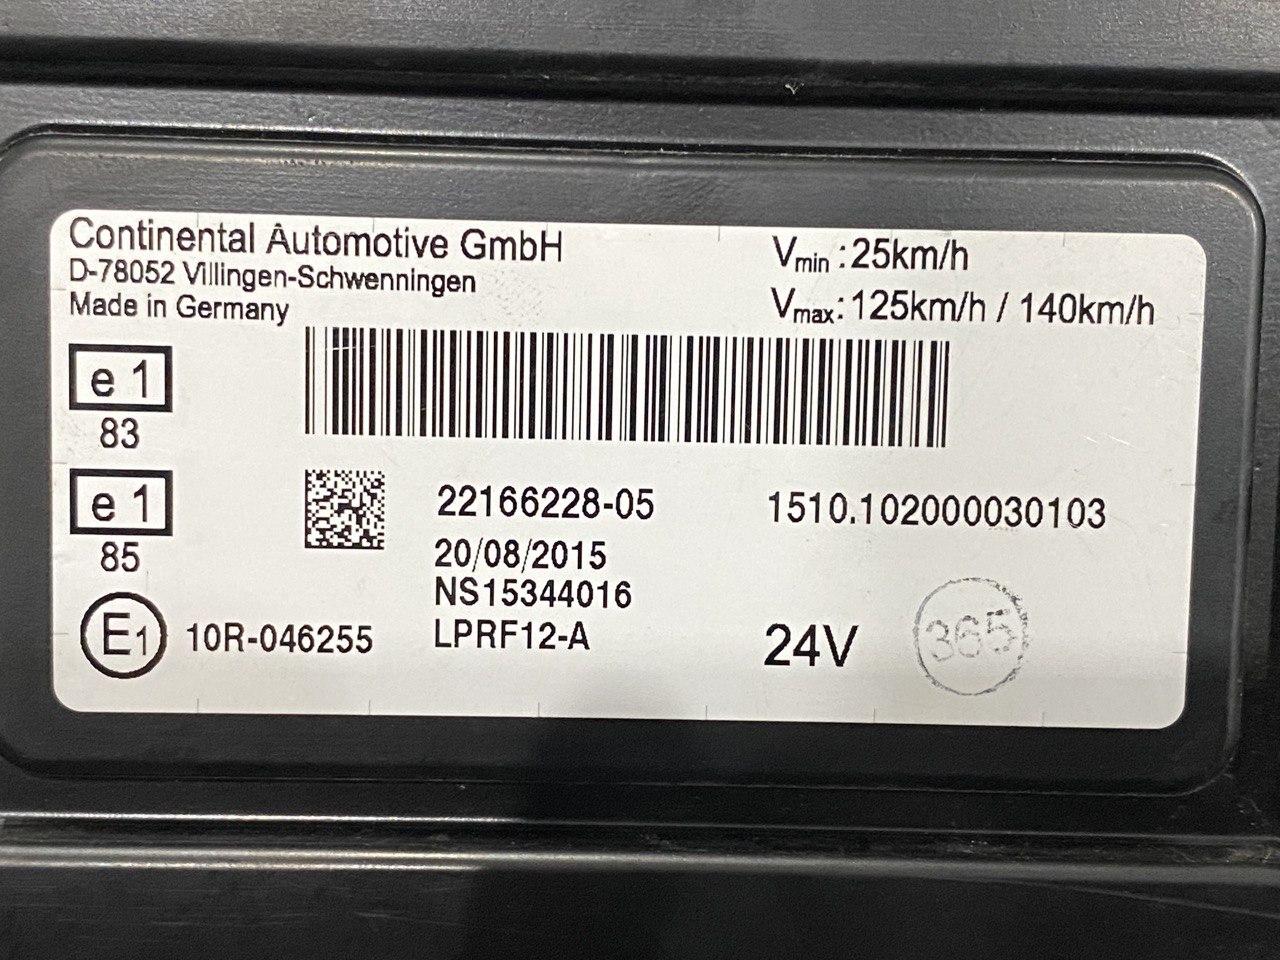 Continental Automotive GmbH
D-78052 Villingen-Schwenningen
Made in Germany
Vmin : 25km/h
Vmax : 125km/h / 140km/h
e 1
83
e 1
85
E1 10R-046255
22166228-05
20/08/2015
NS15344016
LPRF12-A
1510.102000030103
24V
365